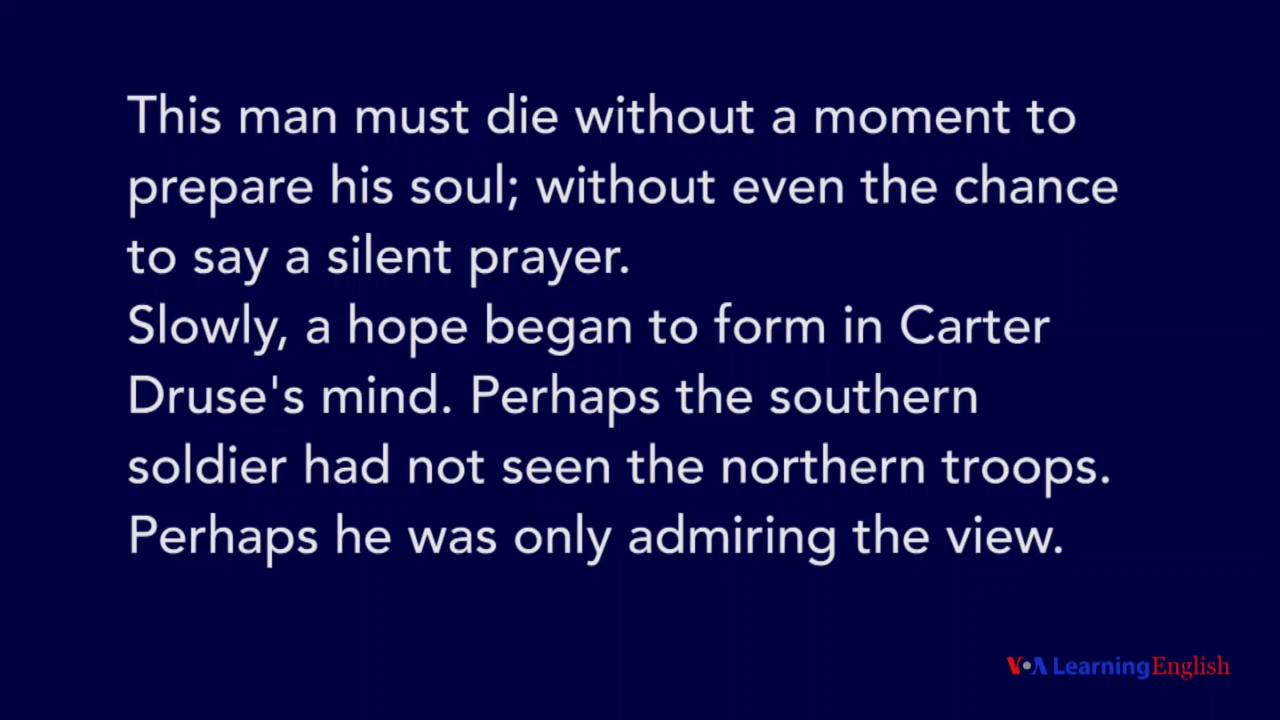 This man must die without a moment to
prepare his soul; without even the chance
to say a silent prayer.
Slowly, a hope began to form in Carter
Druse's mind. Perhaps the southern
soldier had not seen the northern troops.
Perhaps he was only admiring the view.
VOA Learning English